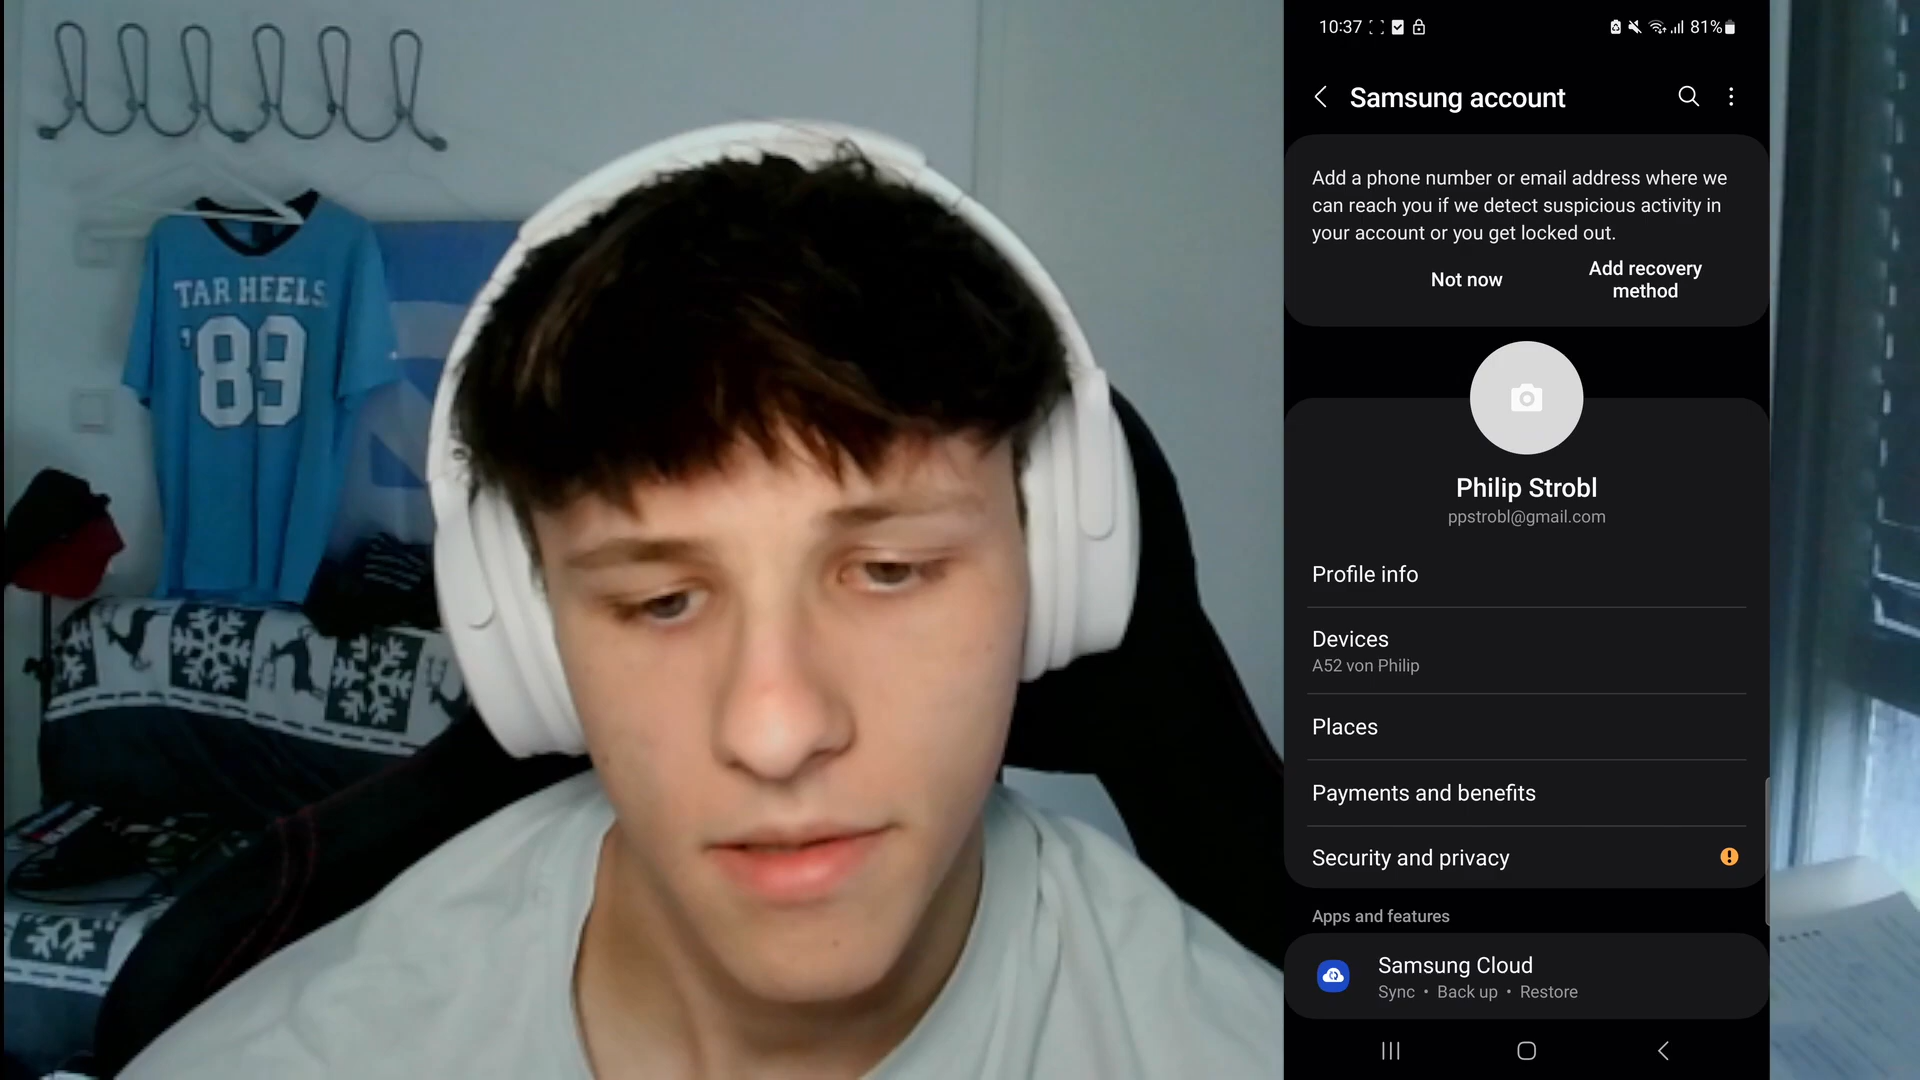 TAR HEELS
'89
10:37
81%
Samsung account
Add a phone number or email address where we
can reach you if we detect suspicious activity in
your account or you get locked out.
Not now
Add recovery
method
Philip Strobl
ppstrobl@gmail.com
Profile info
Devices
A52 von Philip
Places
Payments and benefits
Security and privacy
Apps and features
Samsung Cloud
Sync • Back up • Restore